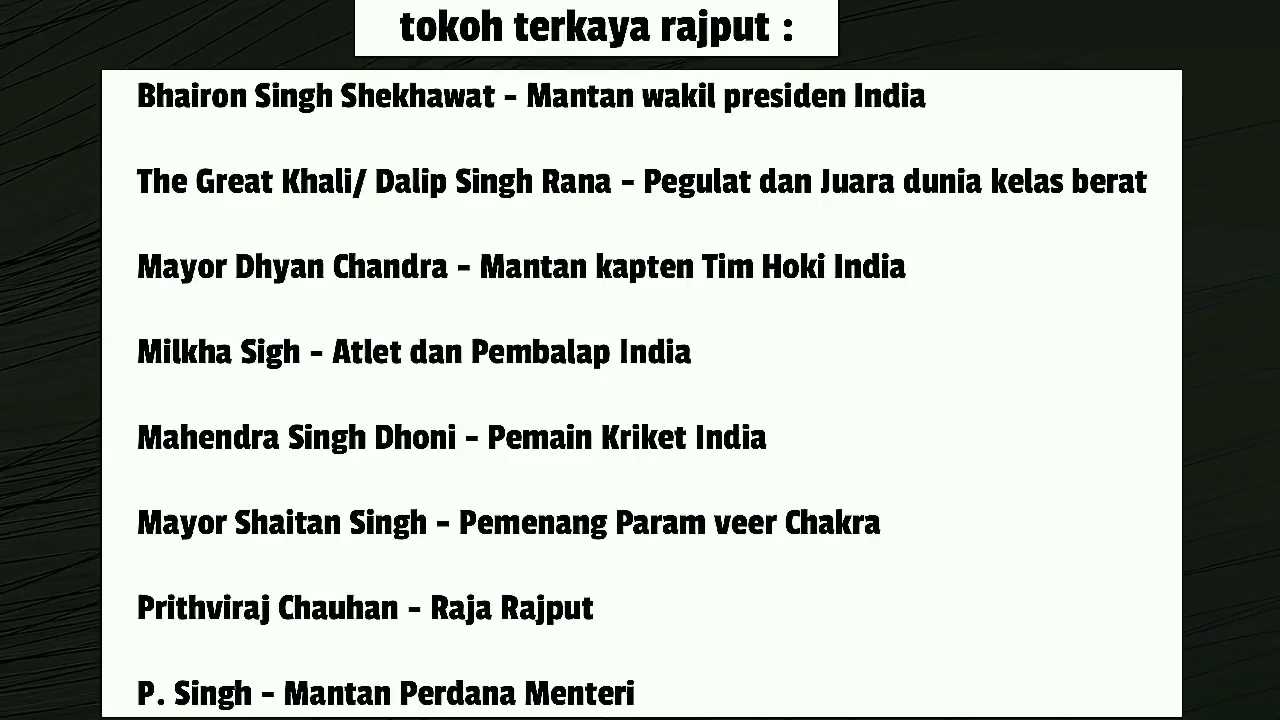 tokoh terkaya rajput :
Bhairon Singh Shekhawat - Mantan wakil presiden India
The Great Khali/ Dalip Singh Rana - Pegulat dan Juara dunia kelas berat
Mayor Dhyan Chandra - Mantan kapten Tim Hoki India
Milkha Sigh - Atlet dan Pembalap India
Mahendra Singh Dhoni - Pemain Kriket India
Mayor Shaitan Singh - Pemenang Param veer Chakra
Prithviraj Chauhan - Raja Rajput
P. Singh - Mantan Perdana Menteri